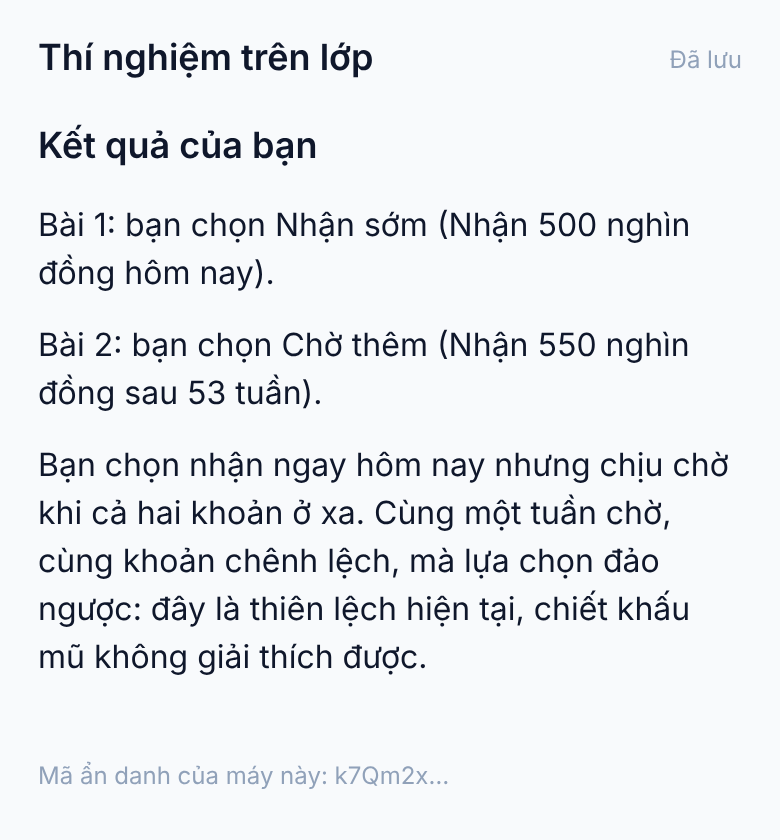 Thí nghiệm trên lớp
Đã lưu
Kết quả của bạn
Bài 1: bạn chọn Nhận sớm (Nhận 500 nghìn
đồng hôm nay).
Bài 2: bạn chọn Chờ thêm (Nhận 550 nghìn
đồng sau 53 tuần).
Bạn chọn nhận ngay hôm nay nhưng chịu chờ
khi cả hai khoản ở xa. Cùng một tuần chờ,
cùng khoản chênh lệch, mà lựa chọn đảo
ngược: đây là thiên lệch hiện tại, chiết khấu
mũ không giải thích được.
Mã ẩn danh của máy này: k7Qm2x...